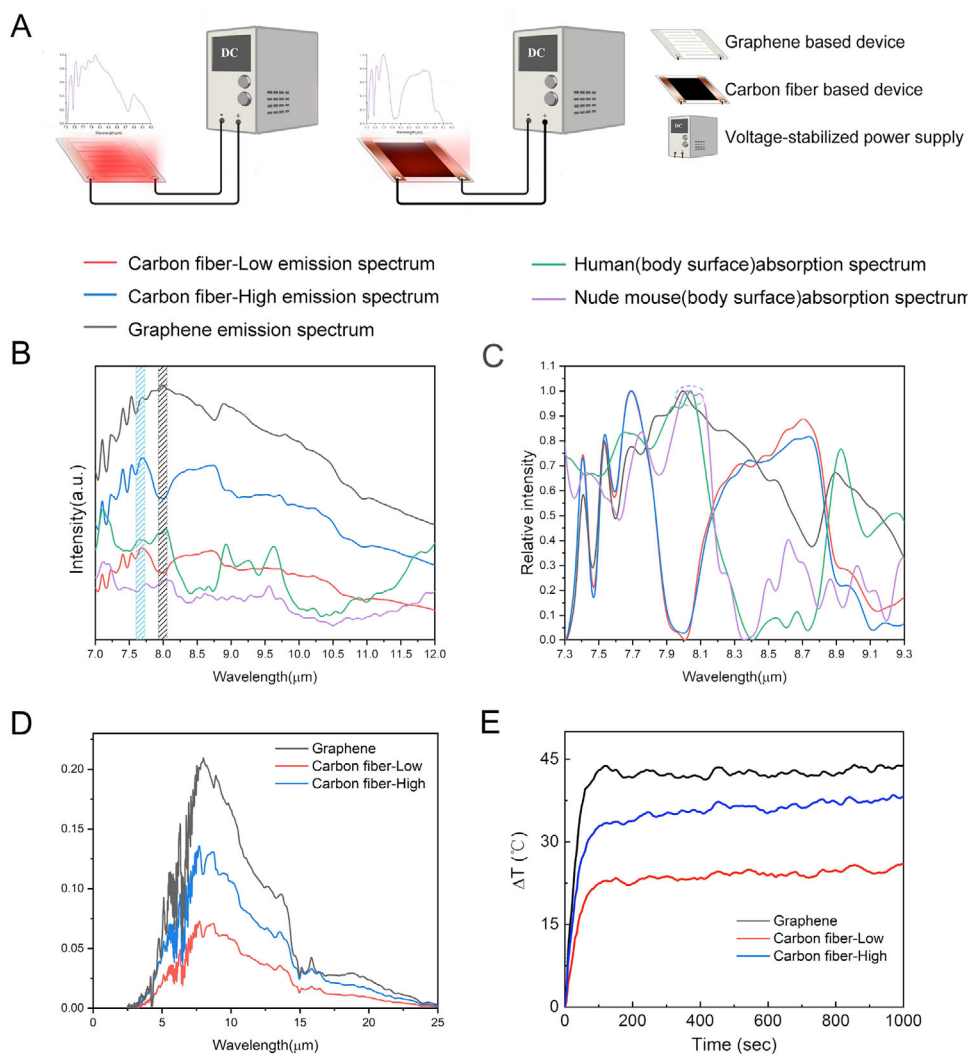 A
DC
DC
DC
Graphene based device
Carbon fiber based device
Voltage-stabilized power supply
Wavelength(μm)
Wavelength(μm)
Carbon fiber-Low emission spectrum
Carbon fiber-High emission spectrum
Graphene emission spectrum
Human(body surface)absorption spectrum
Nude mouse(body surface)absorption spectrum
B
Intensity(a.u.)
7.0 7.5 8.0 8.5 9.0 9.5 10.0 10.5 11.0 11.5 12.0
Wavelength(μm)
C
Relative intensity
1.1
1.0
0.9
0.8
0.7
0.6
0.5
0.4
0.3
0.2
0.1
0.0
7.3 7.5 7.7 7.9 8.1 8.3 8.5 8.7 8.9 9.1 9.3
Wavelength(μm)
D
Graphene
Carbon fiber-Low
Carbon fiber-High
0.20
0.15
0.10
0.05
0.00
0 5 10 15 20 25
Wavelength(μm)
E
ΔT (℃)
45
30
15
0
Graphene
Carbon fiber-Low
Carbon fiber-High
0 200 400 600 800 1000
Time (sec)